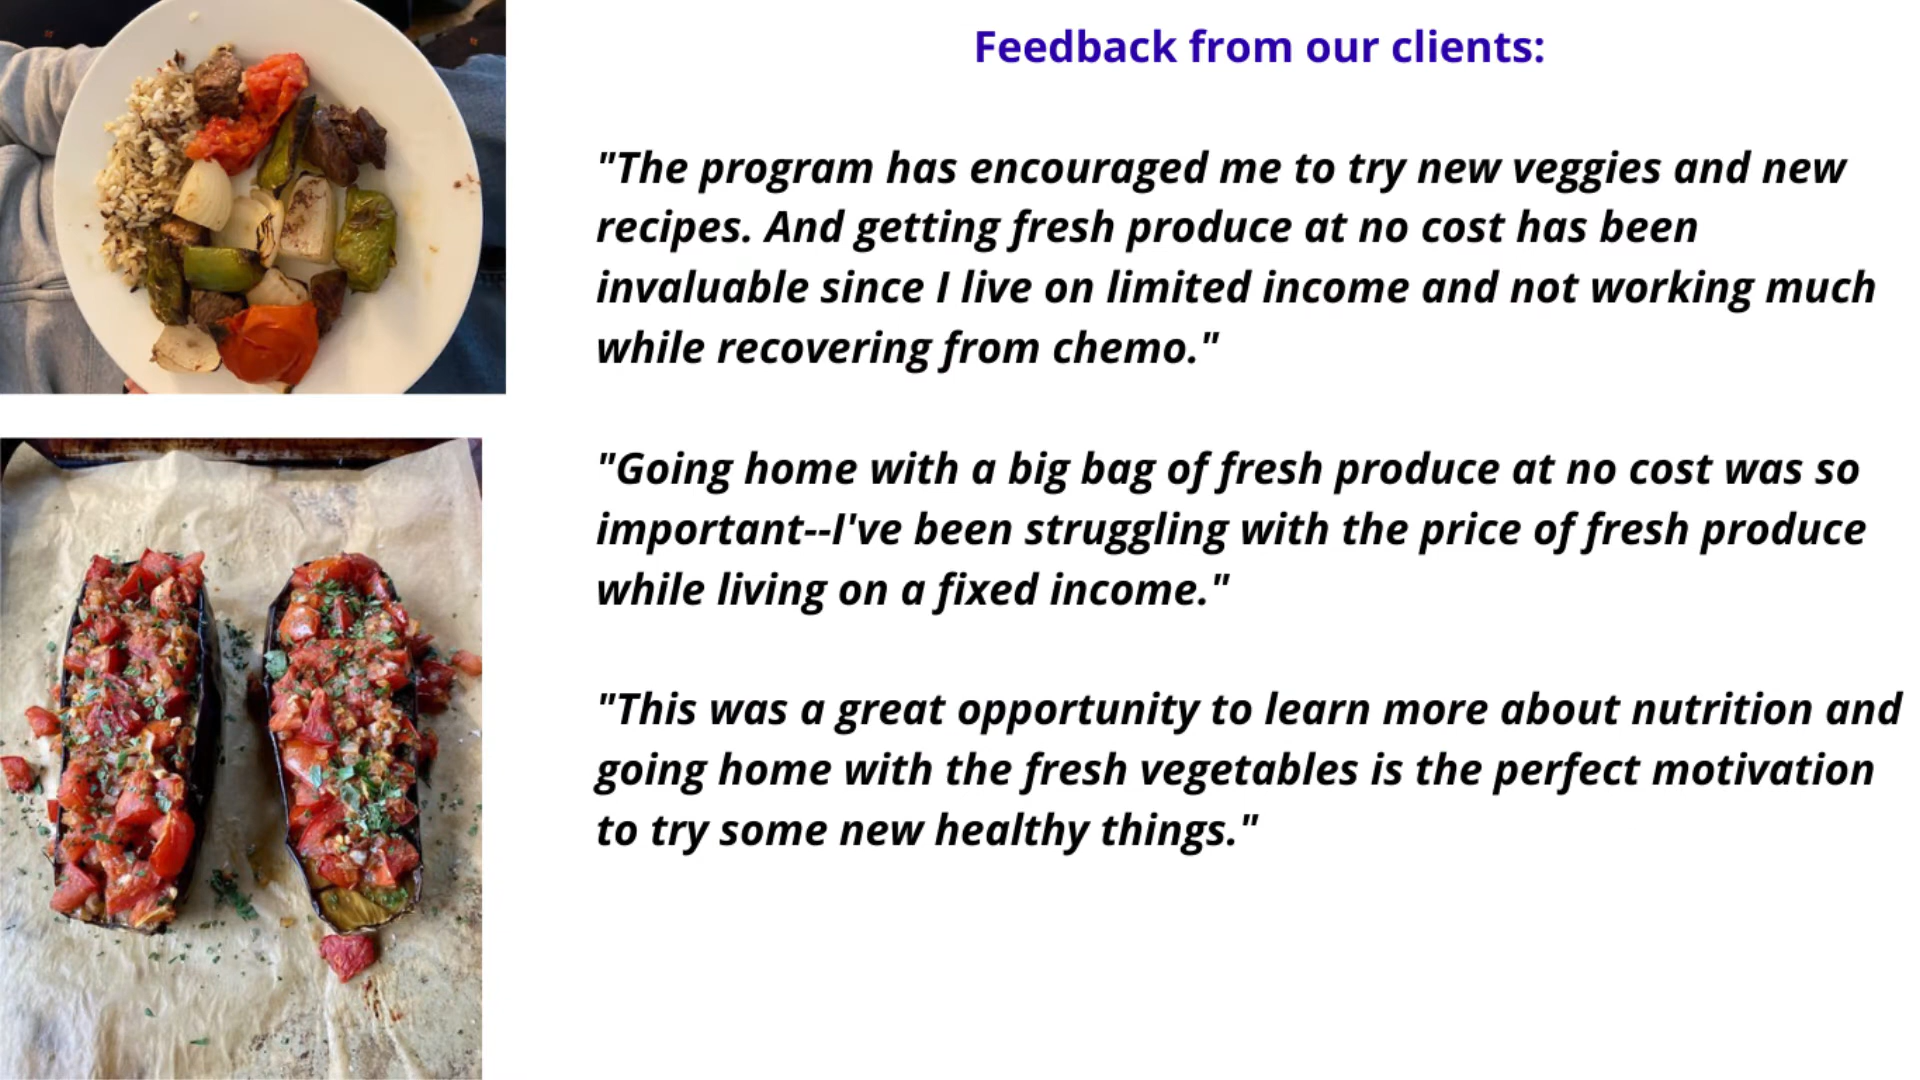 Feedback from our clients:
"The program has encouraged me to try new veggies and new
recipes. And getting fresh produce at no cost has been
invaluable since I live on limited income and not working much
while recovering from chemo."
"Going home with a big bag of fresh produce at no cost was so
important--I've been struggling with the price of fresh produce
while living on a fixed income."
"This was a great opportunity to learn more about nutrition and
going home with the fresh vegetables is the perfect motivation
to try some new healthy things."